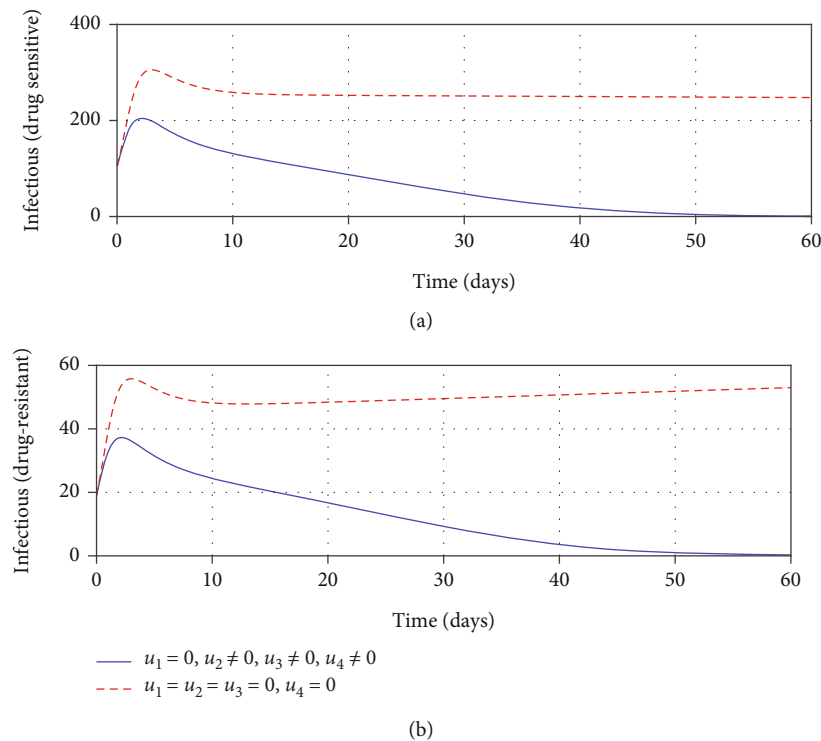 Infectious (drug sensitive)
400
200
0
0 10 20 30 40 50 60
Time (days)
(a)
Infectious (drug-resistant)
60
40
20
0
0 10 20 30 40 50 60
Time (days)
u₁ = 0, u₂ ≠ 0, u₃ ≠ 0, u₄ ≠ 0
u₁ = u₂ = u₃ = 0, u₄ = 0
(b)